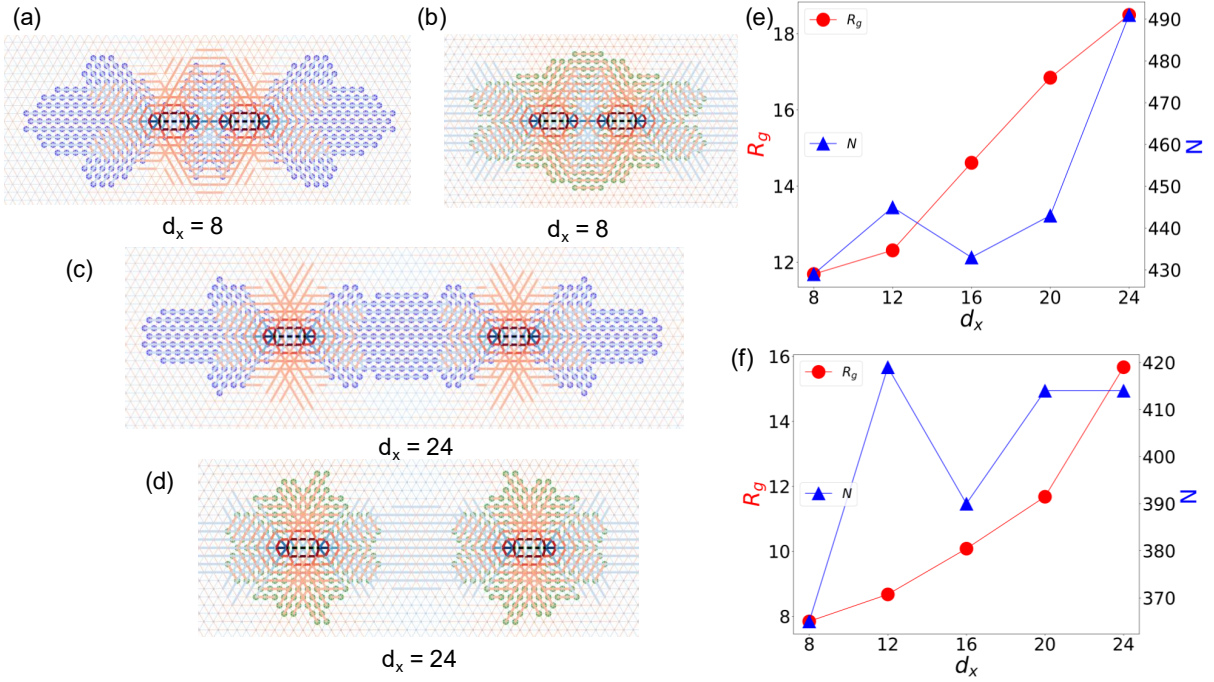 (a)
(b)
d_x = 8
d_x = 8
(c)
d_x = 24
(d)
d_x = 24
(e)
R_g
N
18
16
14
12
R_g
490
480
470
460
450
440
430
N
8 12 16 20 24
d_x
(f)
R_g
N
16
14
12
10
8
R_g
420
410
400
390
380
370
N
8 12 16 20 24
d_x